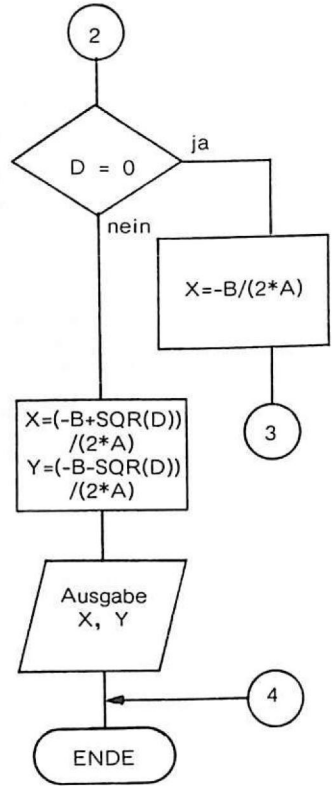 2
D = 0
ja
nein
X=-B/(2*A)
3
X=(-B+SQR(D))
/(2*A)
Y=(-B-SQR(D))
/(2*A)
Ausgabe
X, Y
4
ENDE